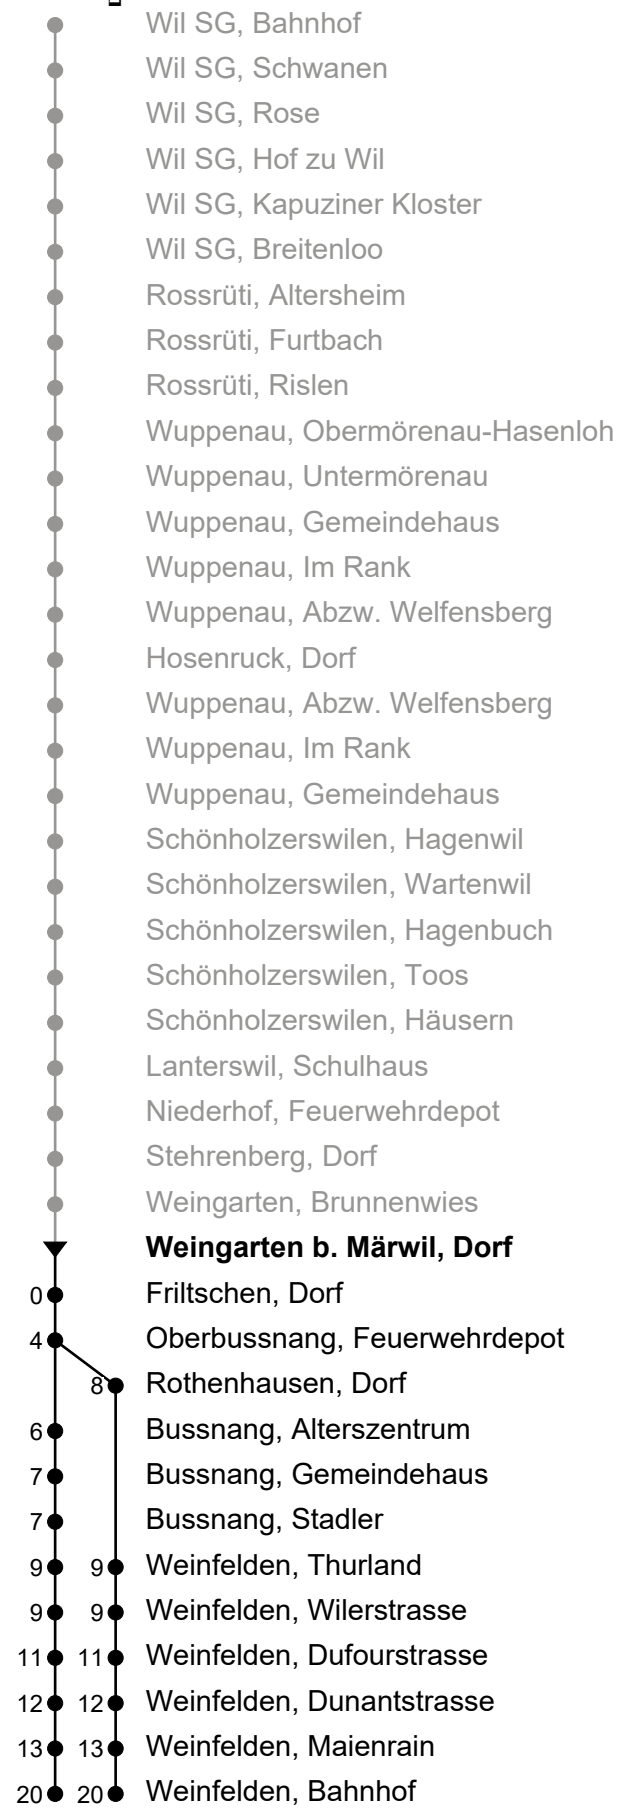 Wil SG, Bahnhof
Wil SG, Schwanen
Wil SG, Rose
Wil SG, Hof zu Wil
Wil SG, Kapuziner Kloster
Wil SG, Breitenloo
Rossrüti, Altersheim
Rossrüti, Furtbach
Rossrüti, Rislen
Wuppenau, Obermörenau-Hasenloh
Wuppenau, Untermörenau
Wuppenau, Gemeindehaus
Wuppenau, Im Rank
Wuppenau, Abzw. Welfensberg
Hosenruck, Dorf
Wuppenau, Abzw. Welfensberg
Wuppenau, Im Rank
Wuppenau, Gemeindehaus
Schönholzerswilen, Hagenwil
Schönholzerswilen, Wartenwil
Schönholzerswilen, Hagenbuch
Schönholzerswilen, Toos
Schönholzerswilen, Häusern
Lanterswil, Schulhaus
Niederhof, Feuerwehrdepot
Stehrenberg, Dorf
Weingarten, Brunnenwies
Weingarten b. Märwil, Dorf
0 Friltschen, Dorf
4 Oberbussnang, Feuerwehrdepot
8 Rothenhausen, Dorf
6 Bussnang, Alterszentrum
7 Bussnang, Gemeindehaus
7 Bussnang, Stadler
9 9 Weinfelden, Thurland
9 9 Weinfelden, Wilerstrasse
11 11 Weinfelden, Dufourstrasse
12 12 Weinfelden, Dunantstrasse
13 13 Weinfelden, Maienrain
20 20 Weinfelden, Bahnhof